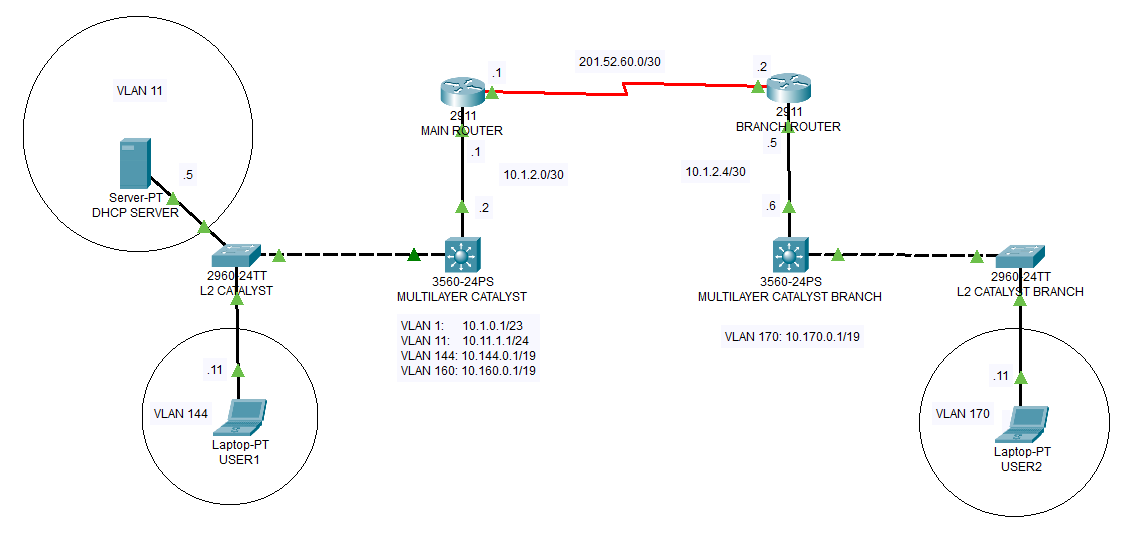 VLAN 11
.5
Server-PT
DHCP SERVER
2960-24TT
L2 CATALYST
.11
VLAN 144
Laptop-PT
USER1
.1
2911
MAIN ROUTER
.1
10.1.2.0/30
.2
3560-24PS
MULTILAYER CATALYST
VLAN 1: 10.1.0.1/23
VLAN 11: 10.11.1.1/24
VLAN 144: 10.144.0.1/19
VLAN 160: 10.160.0.1/19
201.52.60.0/30
.2
2911
BRANCH ROUTER
.5
10.1.2.4/30
.6
3560-24PS
MULTILAYER CATALYST BRANCH
VLAN 170: 10.170.0.1/19
2960-24TT
L2 CATALYST BRANCH
.11
VLAN 170
Laptop-PT
USER2